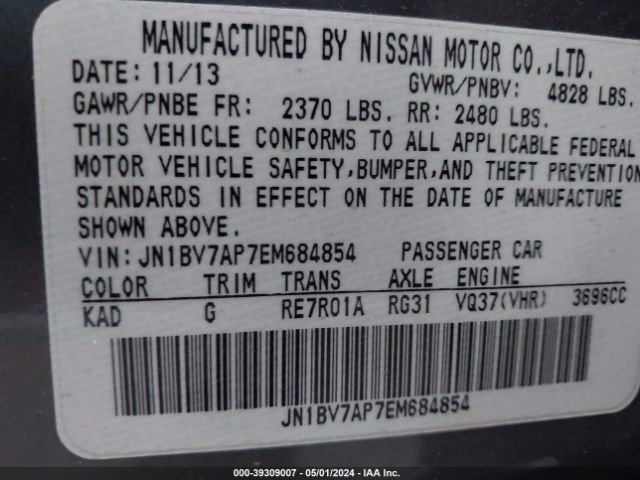 MANUFACTURED BY NISSAN MOTOR CO.,LTD.
DATE: 11/13 GVWR/PNBV: 4828 LBS.
GAWR/PNBE FR: 2370 LBS. RR: 2480 LBS.
THIS VEHICLE CONFORMS TO ALL APPLICABLE FEDERAL
MOTOR VEHICLE SAFETY,BUMPER,AND THEFT PREVENTION
STANDARDS IN EFFECT ON THE DATE OF MANUFACTURE
SHOWN ABOVE.
VIN: JN1BV7AP7EM684854 PASSENGER CAR
COLOR TRIM TRANS AXLE ENGINE
KAD G RE7R01A RG31 VQ37(VHR) 3696CC
JN1BV7AP7EM684854
000-39309007 - 05/01/2024 - IAA Inc.